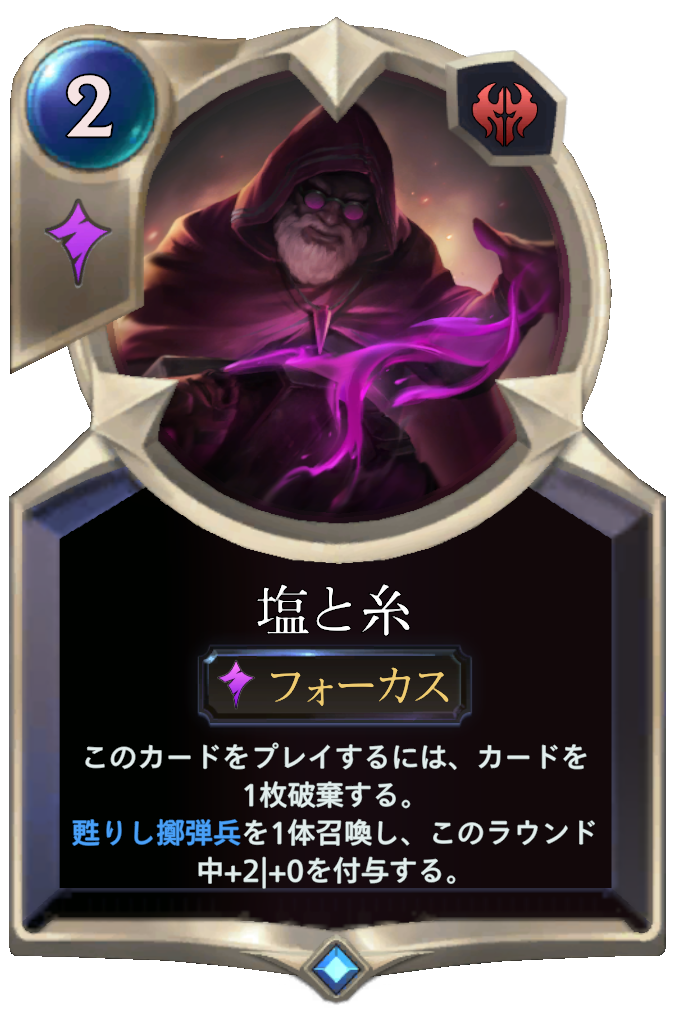 2
塩と糸
フォーカス
このカードをプレイするには、カードを
1枚破棄する。
甦りし擲弾兵を1体召喚し、このラウンド
中+2|+0を付与する。